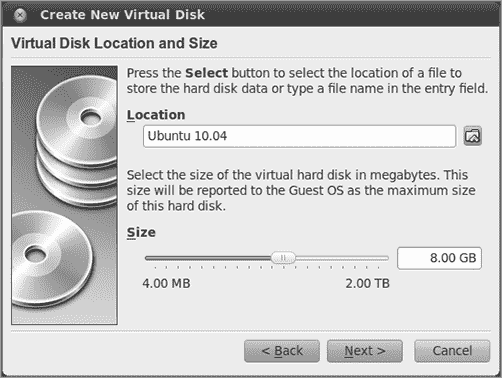 Create New Virtual Disk
Virtual Disk Location and Size
Press the Select button to select the location of a file to
store the hard disk data or type a file name in the entry field.
Location
Ubuntu 10.04
Select the size of the virtual hard disk in megabytes. This
size will be reported to the Guest OS as the maximum size
of this hard disk.
Size
8.00 GB
4.00 MB 2.00 TB
< Back Next > Cancel